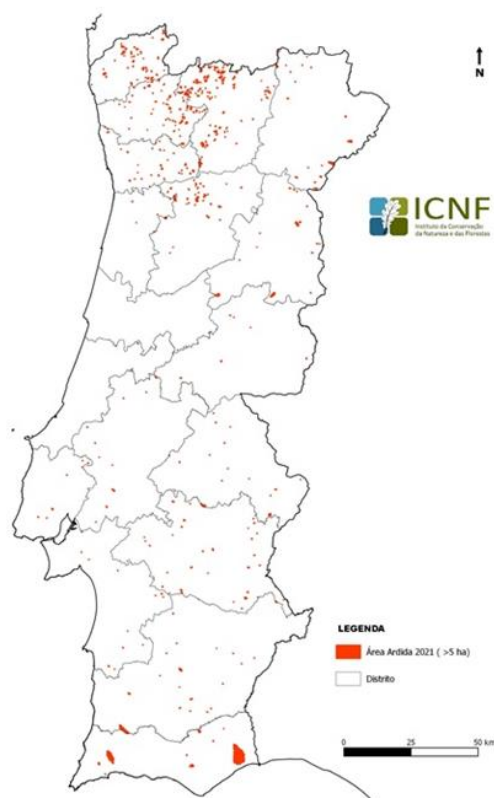 N
ICNF
Instituto da Conservação
da Natureza e das Florestas
LEGENDA
Área Ardida 2021 ( >5 ha)
Distrito
0 25 50 km